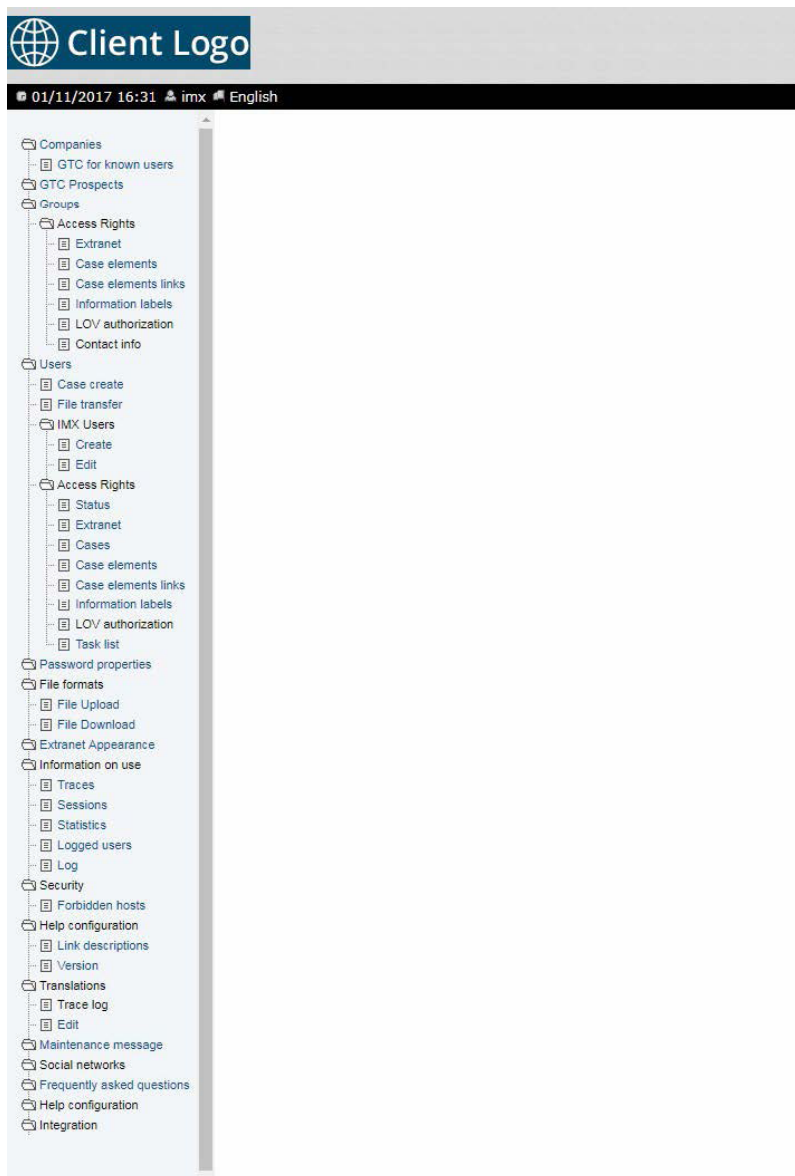 Client Logo
01/11/2017 16:31 imx English
Companies
GTC for known users
GTC Prospects
Groups
Access Rights
Extranet
Case elements
Case elements links
Information labels
LOV authorization
Contact info
Users
Case create
File transfer
IMX Users
Create
Edit
Access Rights
Status
Extranet
Cases
Case elements
Case elements links
Information labels
LOV authorization
Task list
Password properties
File formats
File Upload
File Download
Extranet Appearance
Information on use
Traces
Sessions
Statistics
Logged users
Log
Security
Forbidden hosts
Help configuration
Link descriptions
Version
Translations
Trace log
Edit
Maintenance message
Social networks
Frequently asked questions
Help configuration
Integration